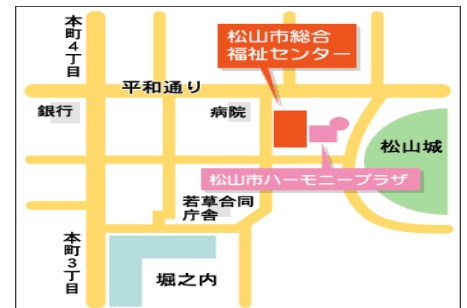 本町4丁目
松山市総合
福祉センター
平和通り
銀行
病院
松山城
松山市ハーモニープラザ
若草合同
庁舎
本町3丁目
堀之内